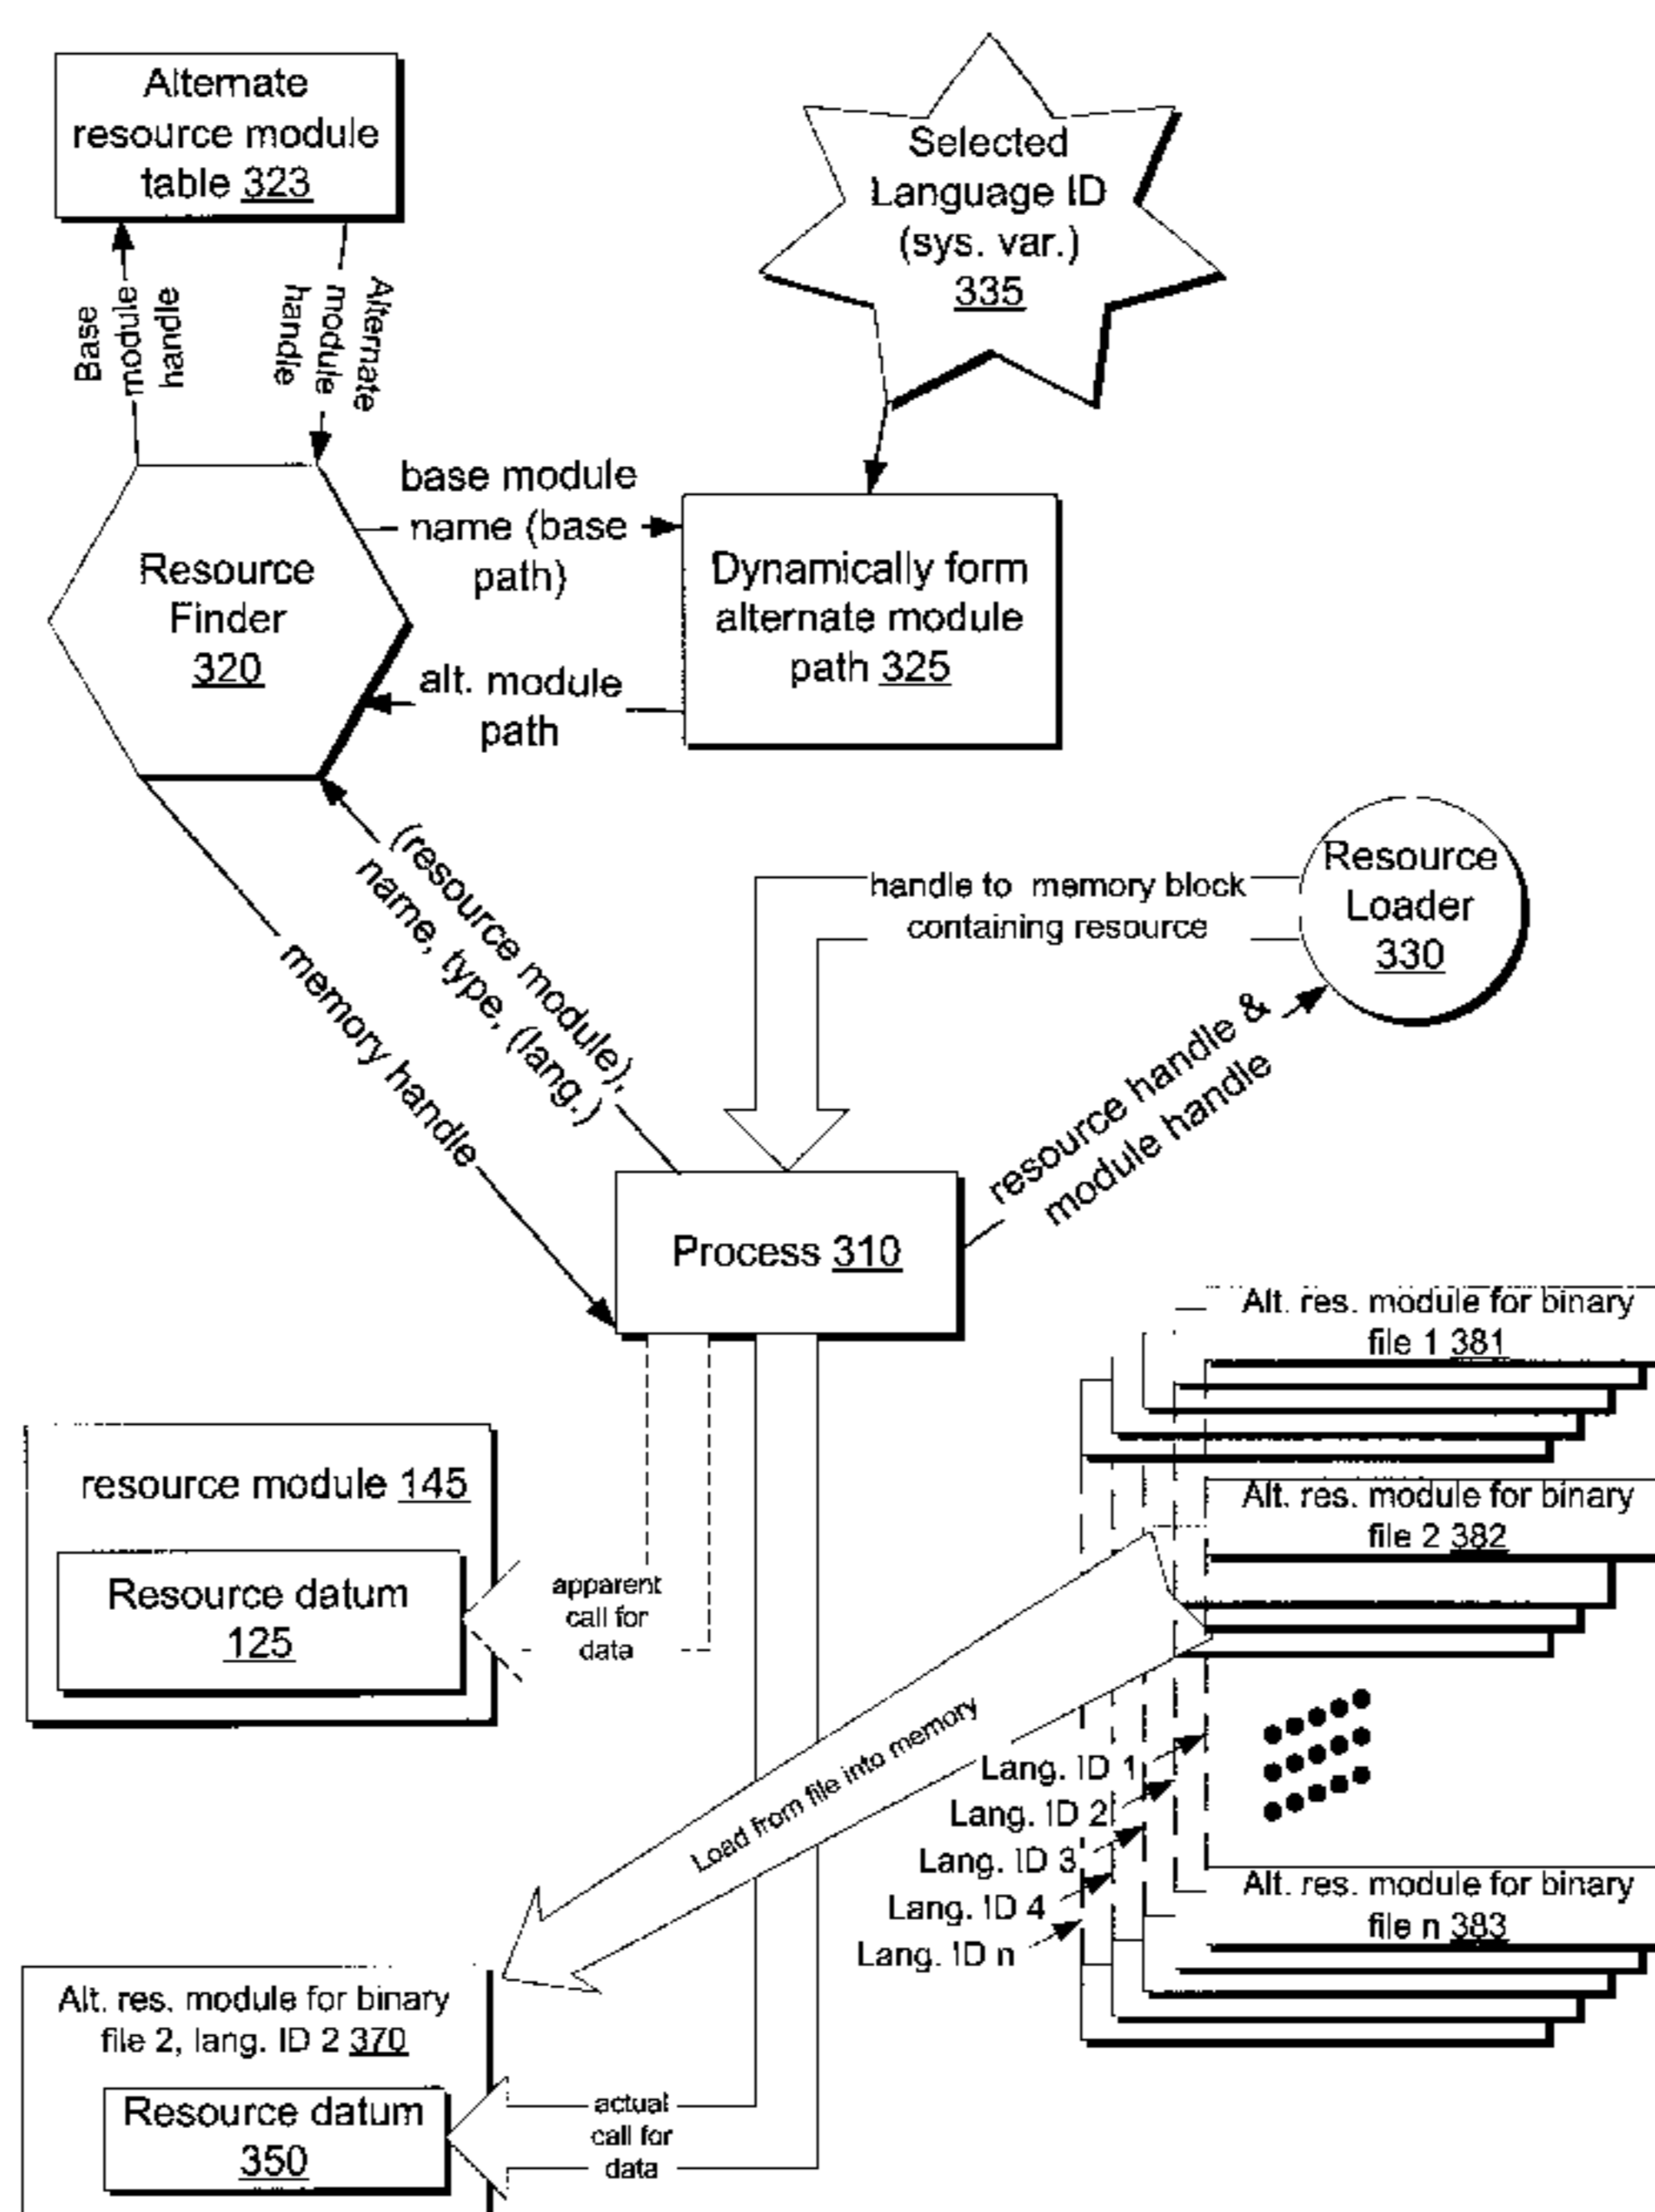 Alternate
resource module
table 323
Selected
Language ID
(sys. var.)
335
Base
module
handle
Alternate
module
handle
base module
name (base
path)
Resource
Finder
320
Dynamically form
alternate module
path 325
alt. module
path
(resource module),
name, type, (lang.)
memory handle
handle to memory block
containing resource
Resource
Loader
330
resource handle &
module handle
Process 310
Alt. res. module for binary
file 1 381
resource module 145
Resource datum
125
apparent
call for
data
Alt. res. module for binary
file 2 382
Load from file into memory
Lang. ID 1
Lang. ID 2
Lang. ID 3
Lang. ID 4
Lang. ID n
Alt. res. module for binary
file n 383
Alt. res. module for binary
file 2, lang. ID 2 370
Resource datum
350
actual
call for
data